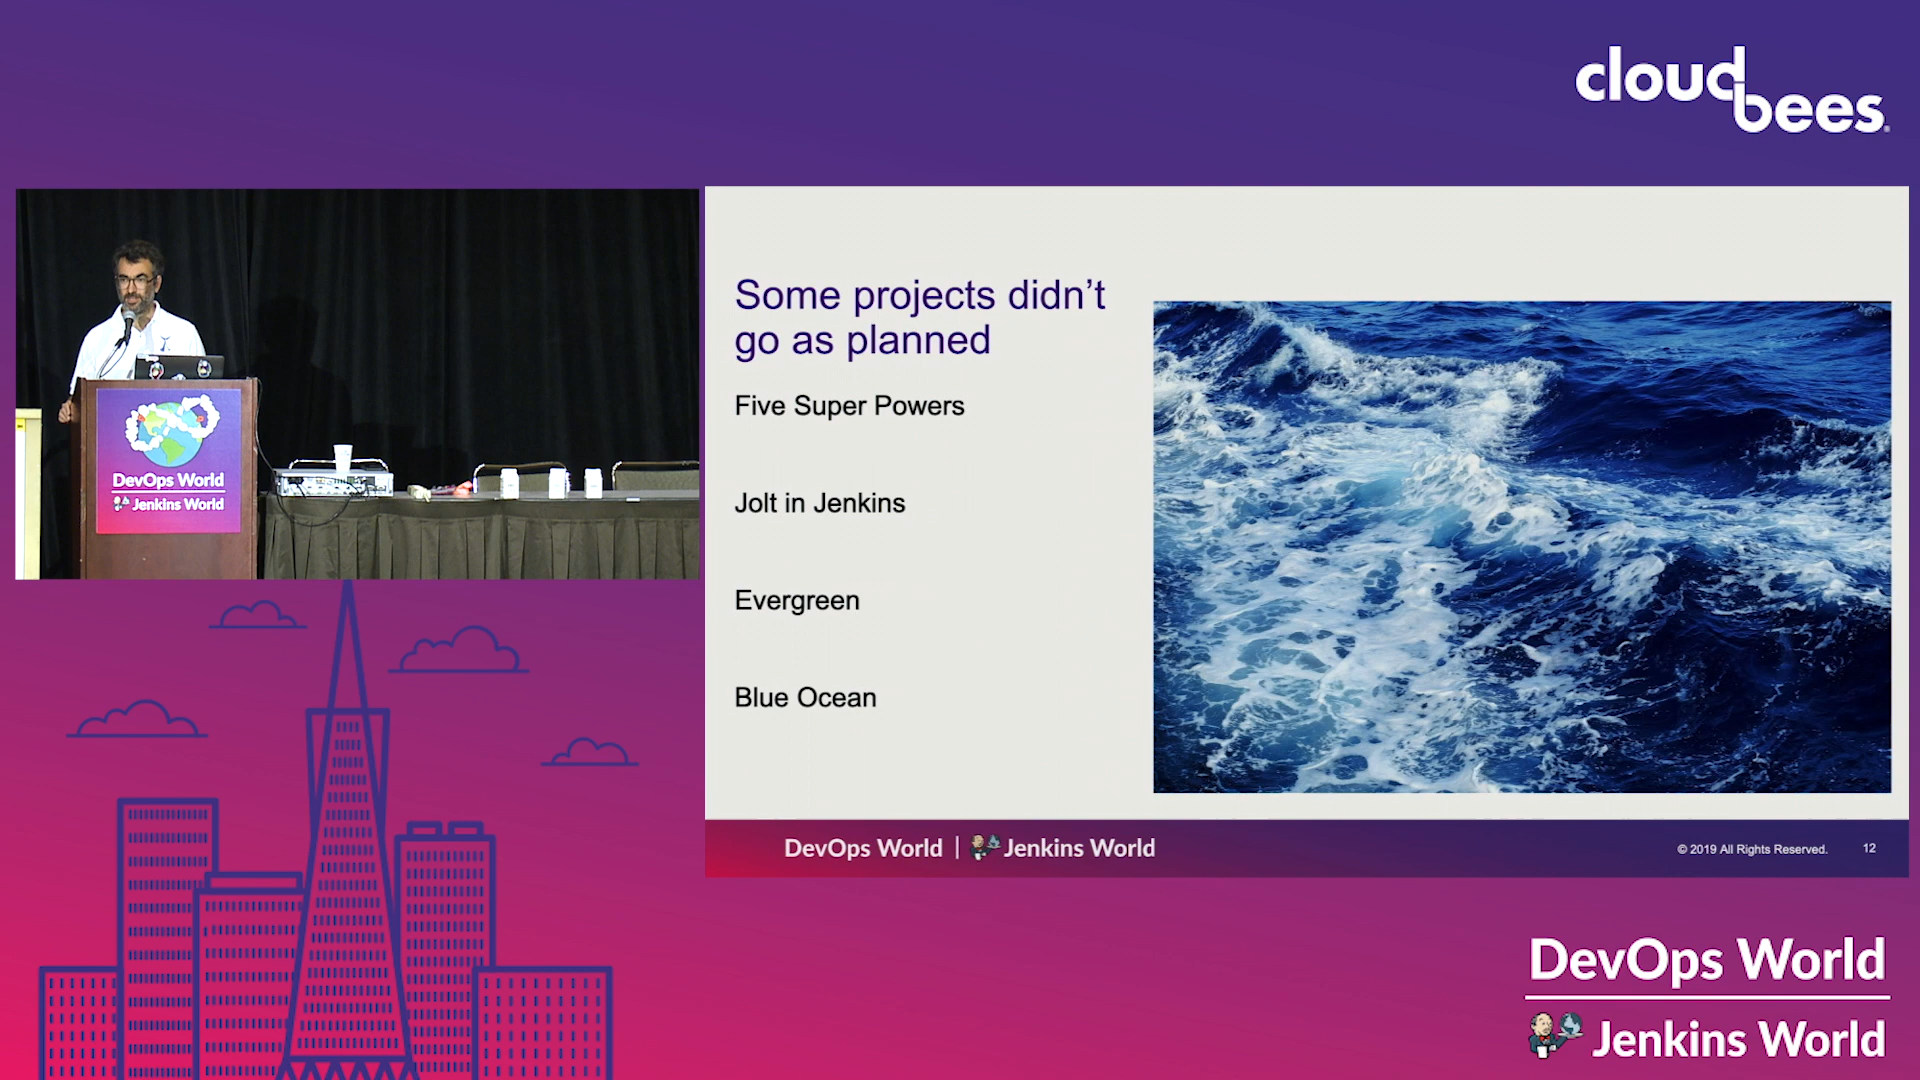 cloudbees
Some projects didn't
go as planned
Five Super Powers
Jolt in Jenkins
Evergreen
Blue Ocean
DevOps World | Jenkins World
© 2019 All Rights Reserved.
12
DevOps World
Jenkins World
DevOps World
Jenkins World